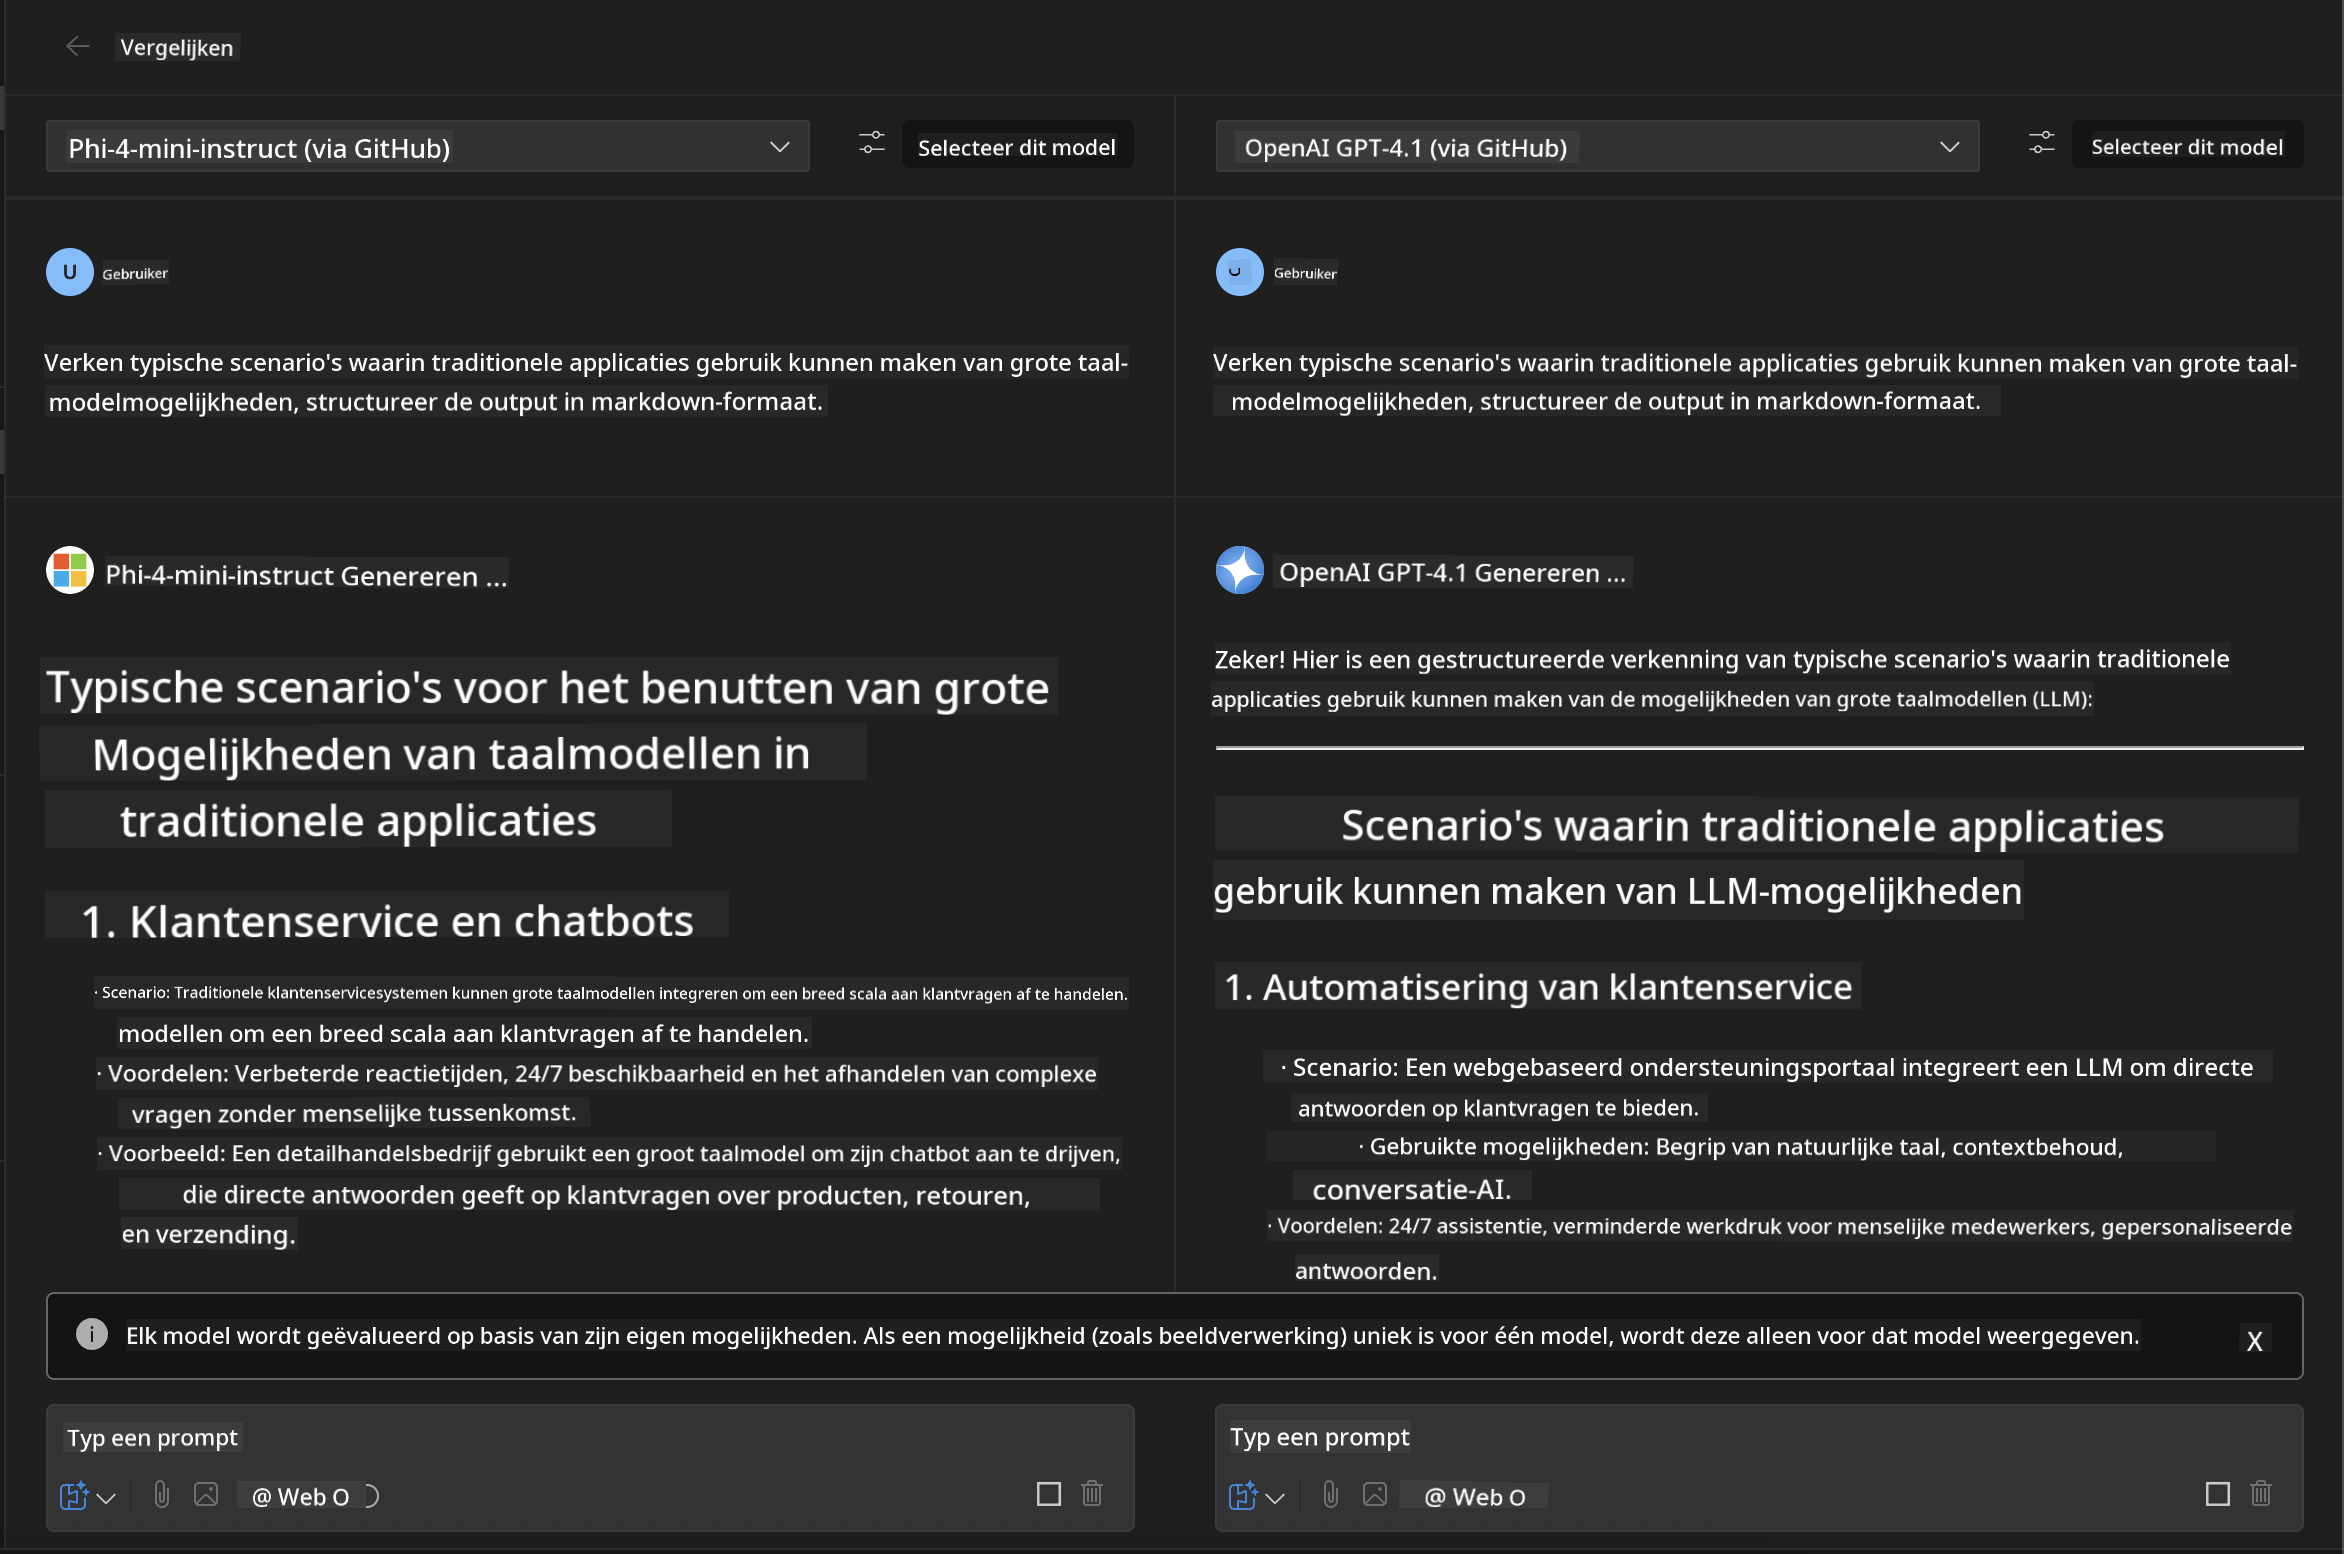 Vergelijken
Phi-4-mini-instruct (via GitHub)
Selecteer dit model
U
Gebruiker
Verken typische scenario's waarin traditionele applicaties gebruik kunnen maken van grote taal-
modelmogelijkheden, structureer de output in markdown-formaat.
Phi-4-mini-instruct Genereren ...
Typische scenario's voor het benutten van grote
Mogelijkheden van taalmodellen in
traditionele applicaties
1. Klantenservice en chatbots
· Scenario: Traditionele klantenservicesystemen kunnen grote taalmodellen integreren om een breed scala aan klantvragen af te handelen.
modellen om een breed scala aan klantvragen af te handelen.
· Voordelen: Verbeterde reactietijden, 24/7 beschikbaarheid en het afhandelen van complexe
vragen zonder menselijke tussenkomst.
· Voorbeeld: Een detailhandelsbedrijf gebruikt een groot taalmodel om zijn chatbot aan te drijven,
die directe antwoorden geeft op klantvragen over producten, retouren,
en verzending.
OpenAI GPT-4.1 (via GitHub)
Selecteer dit model
U
Gebruiker
Verken typische scenario's waarin traditionele applicaties gebruik kunnen maken van grote taal-
modelmogelijkheden, structureer de output in markdown-formaat.
OpenAI GPT-4.1 Genereren ...
Zeker! Hier is een gestructureerde verkenning van typische scenario's waarin traditionele
applicaties gebruik kunnen maken van de mogelijkheden van grote taalmodellen (LLM):
Scenario's waarin traditionele applicaties
gebruik kunnen maken van LLM-mogelijkheden
1. Automatisering van klantenservice
· Scenario: Een webgebaseerd ondersteuningsportaal integreert een LLM om directe
antwoorden op klantvragen te bieden.
· Gebruikte mogelijkheden: Begrip van natuurlijke taal, contextbehoud,
conversatie-AI.
· Voordelen: 24/7 assistentie, verminderde werkdruk voor menselijke medewerkers, gepersonaliseerde
antwoorden.
Elk model wordt geëvalueerd op basis van zijn eigen mogelijkheden. Als een mogelijkheid (zoals beeldverwerking) uniek is voor één model, wordt deze alleen voor dat model weergegeven.
X
Typ een prompt
@ Web O
Typ een prompt
@ Web O